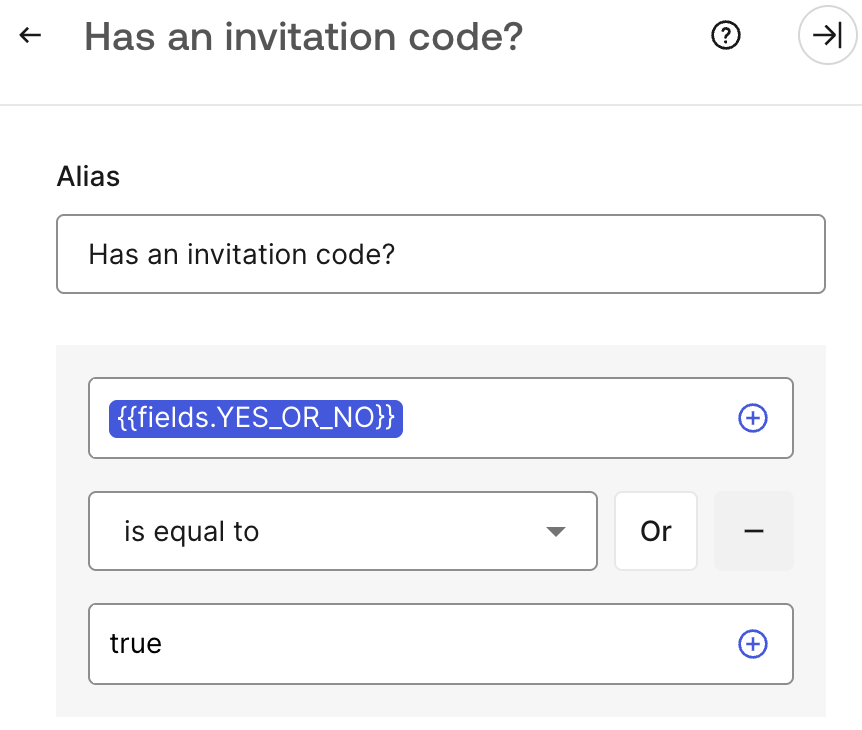 Has an invitation code?
Alias
Has an invitation code?
{{fields.YES_OR_NO}}
is equal to
Or
true